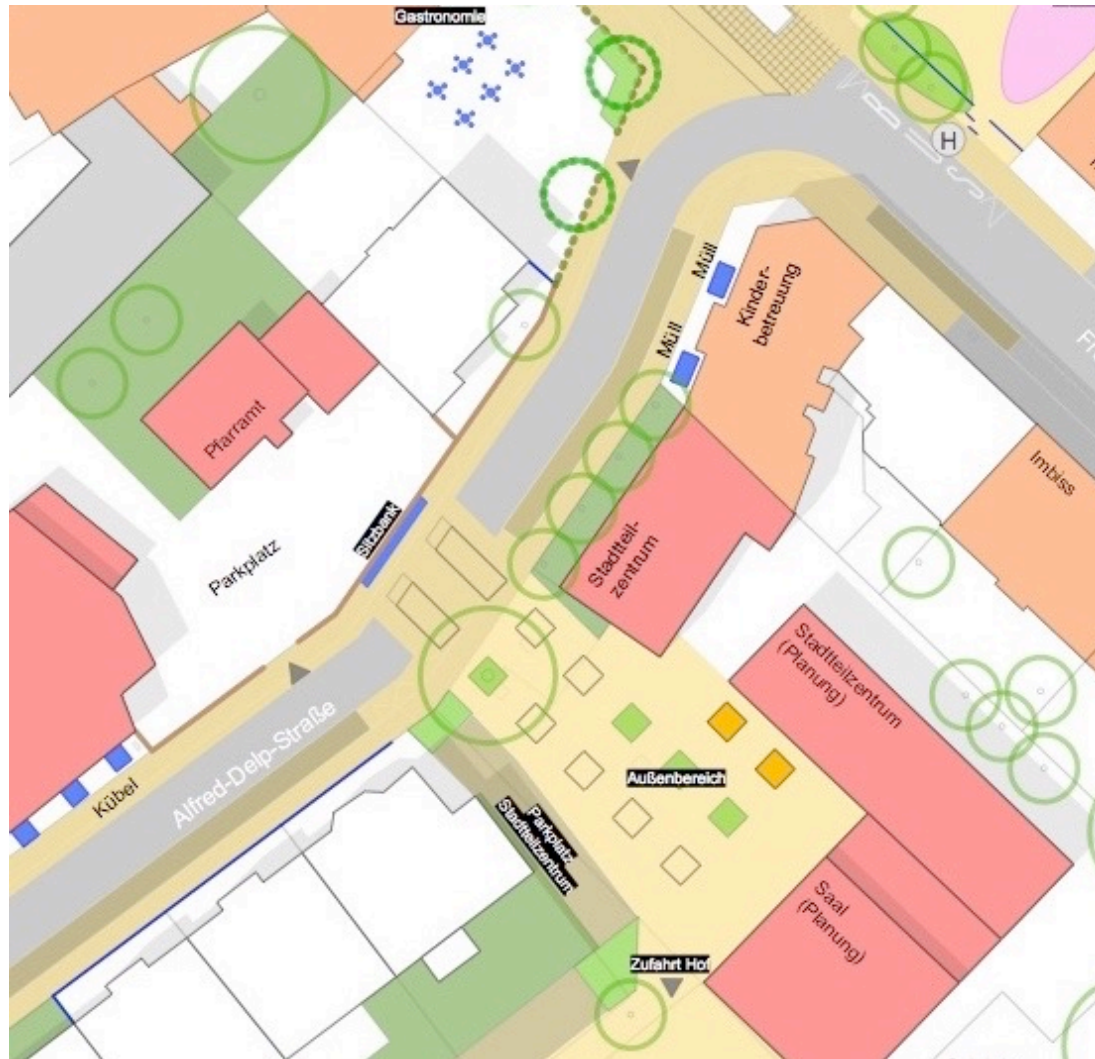 Gastronomie
H
BUS
Müll
Kinder-
betreuung
Müll
Pfarramt
Imbiss
Sitzbank
Parkplatz
Stadtteil-
zentrum
Stadtteilzentrum
(Planung)
Alfred-Delp-Straße
Außenbereich
Kübel
Parkplatz
Stadtteilzentrum
Saal
(Planung)
Zufahrt Hof